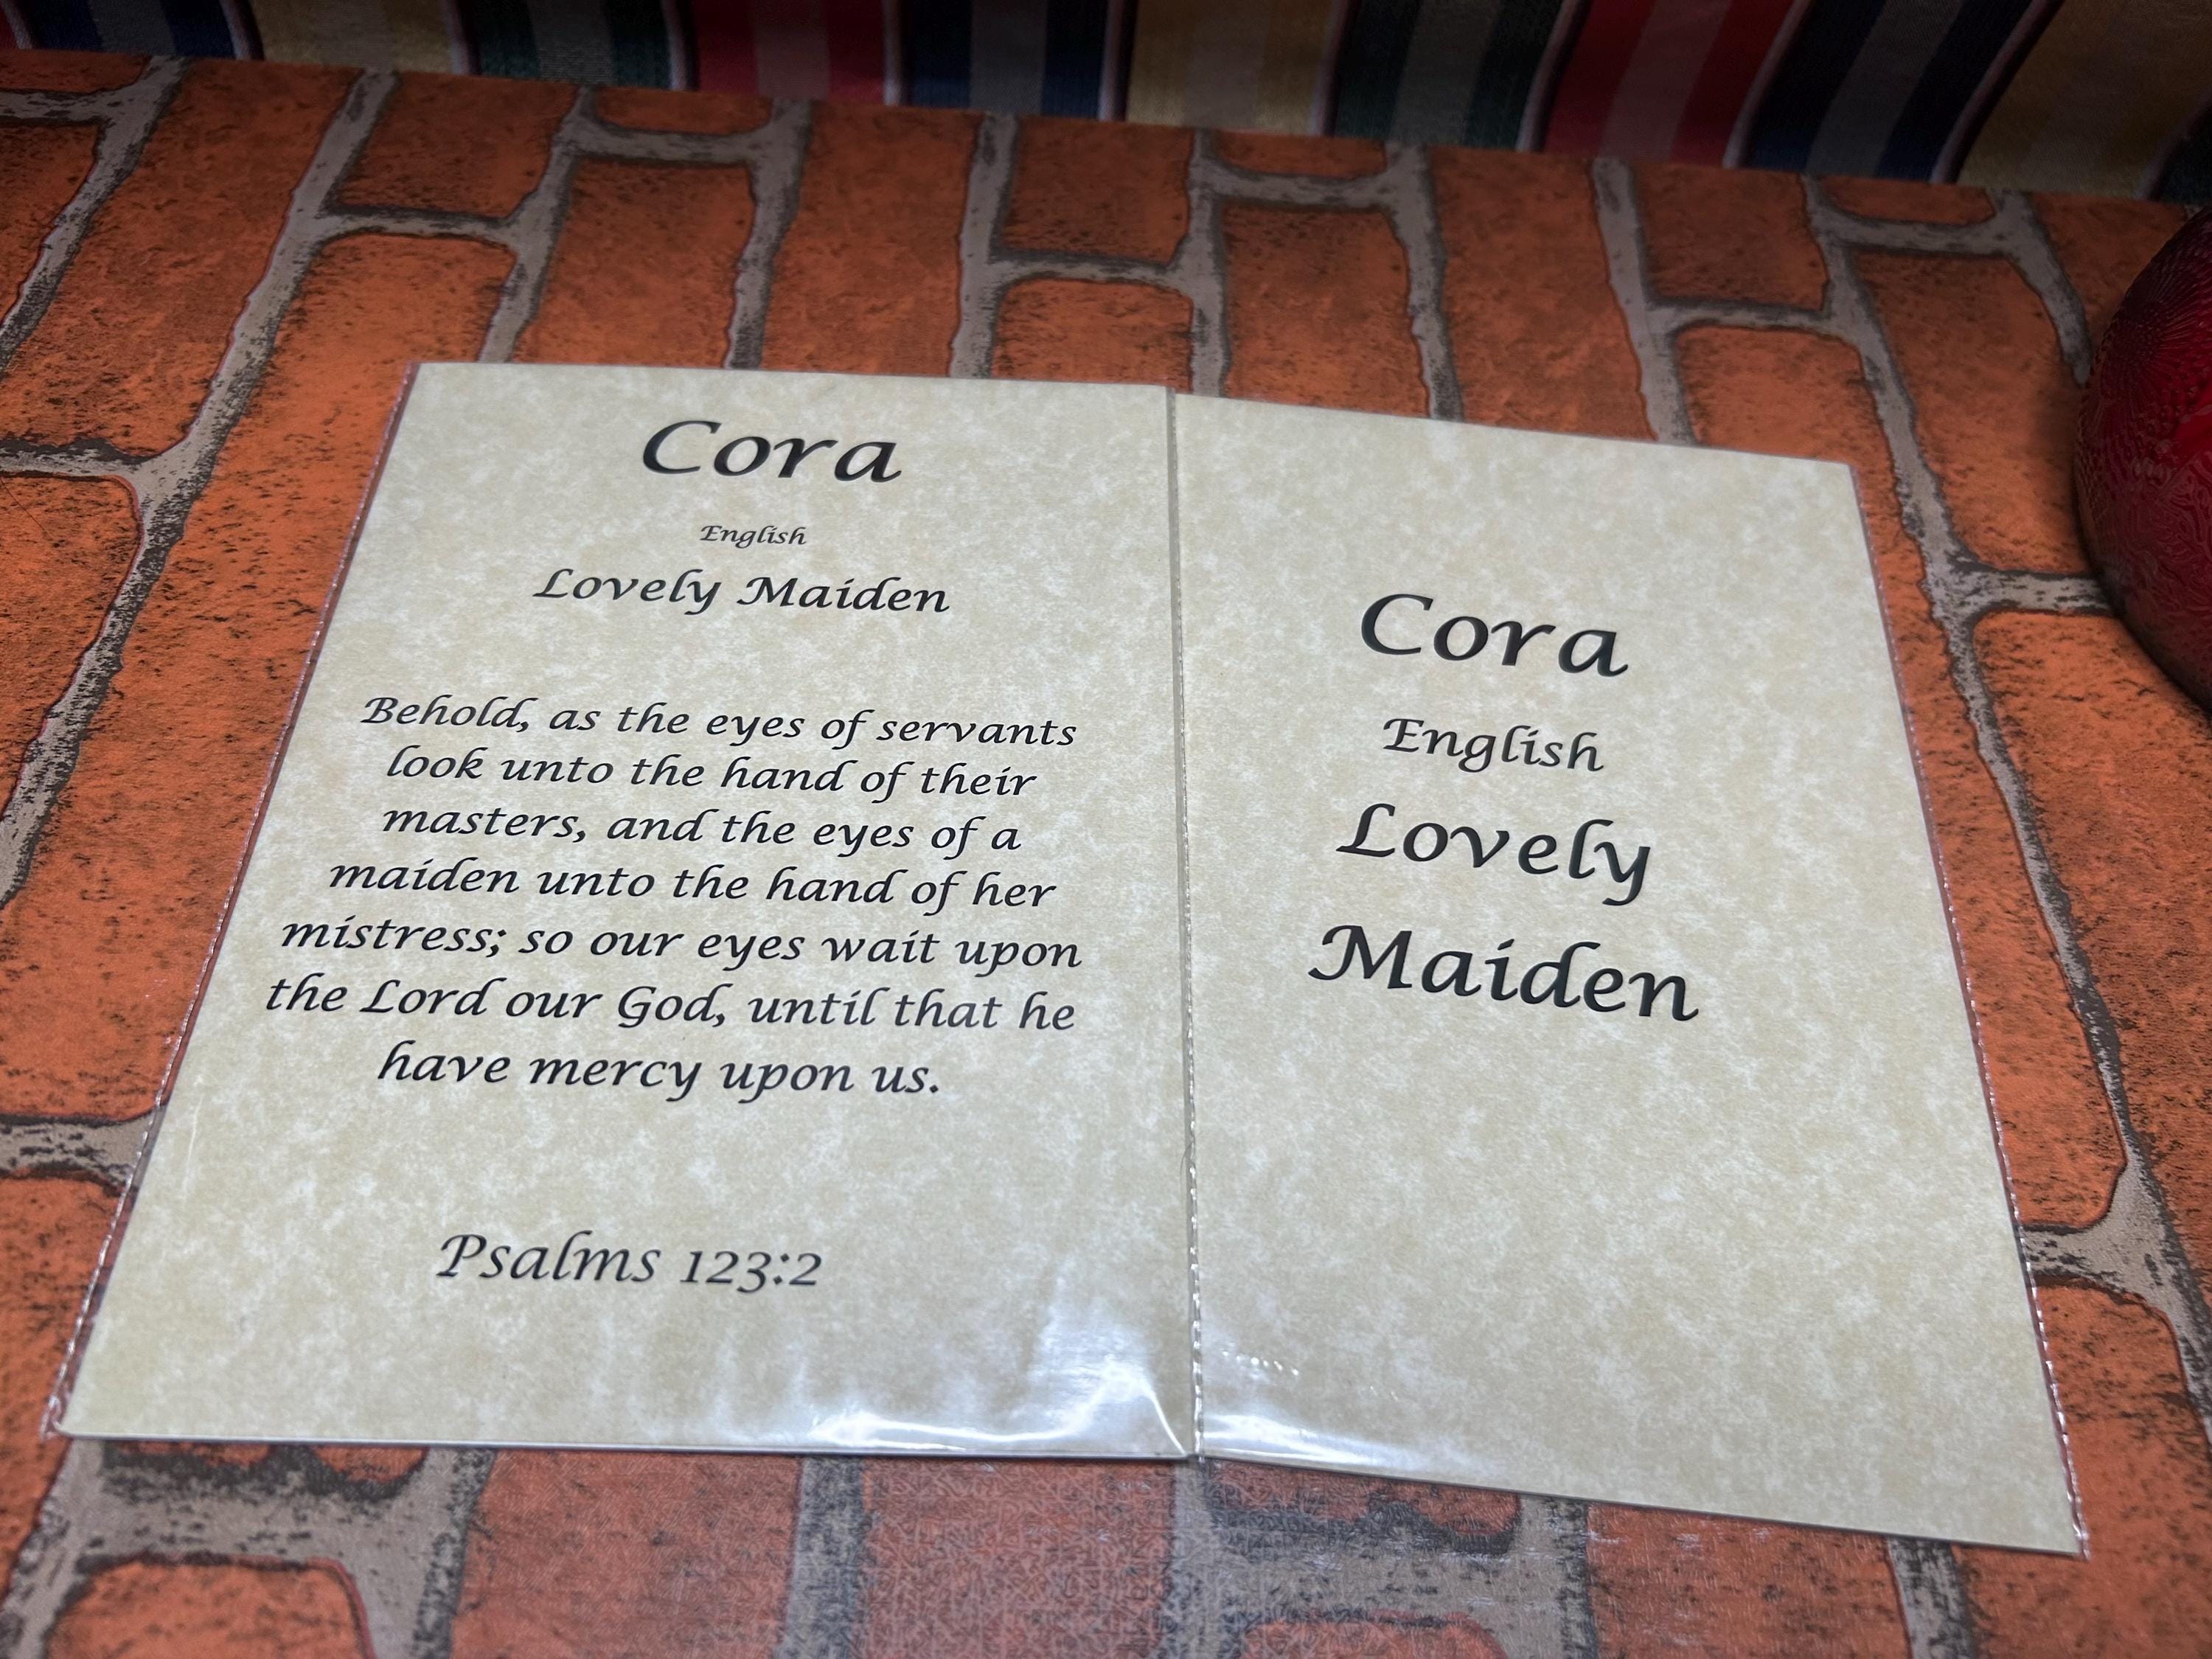 Cora
English
Lovely Maiden
Behold, as the eyes of servants
look unto the hand of their
masters, and the eyes of a
maiden unto the hand of her
mistress; so our eyes wait upon
the Lord our God, until that he
have mercy upon us.
Psalms 123:2
Cora
English
Lovely
Maiden